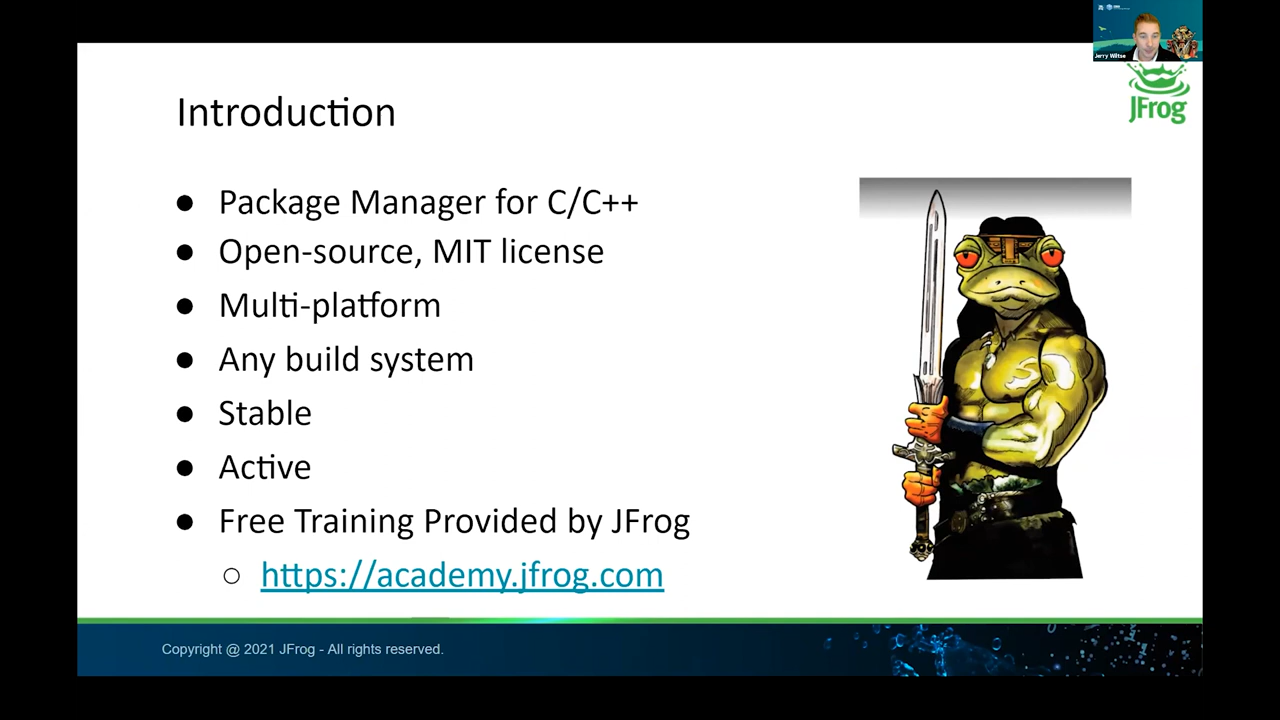 Jerry Wiltse
JFrog
Introduction
● Package Manager for C/C++
● Open-source, MIT license
● Multi-platform
● Any build system
● Stable
● Active
● Free Training Provided by JFrog
○ https://academy.jfrog.com
Copyright @ 2021 JFrog - All rights reserved.